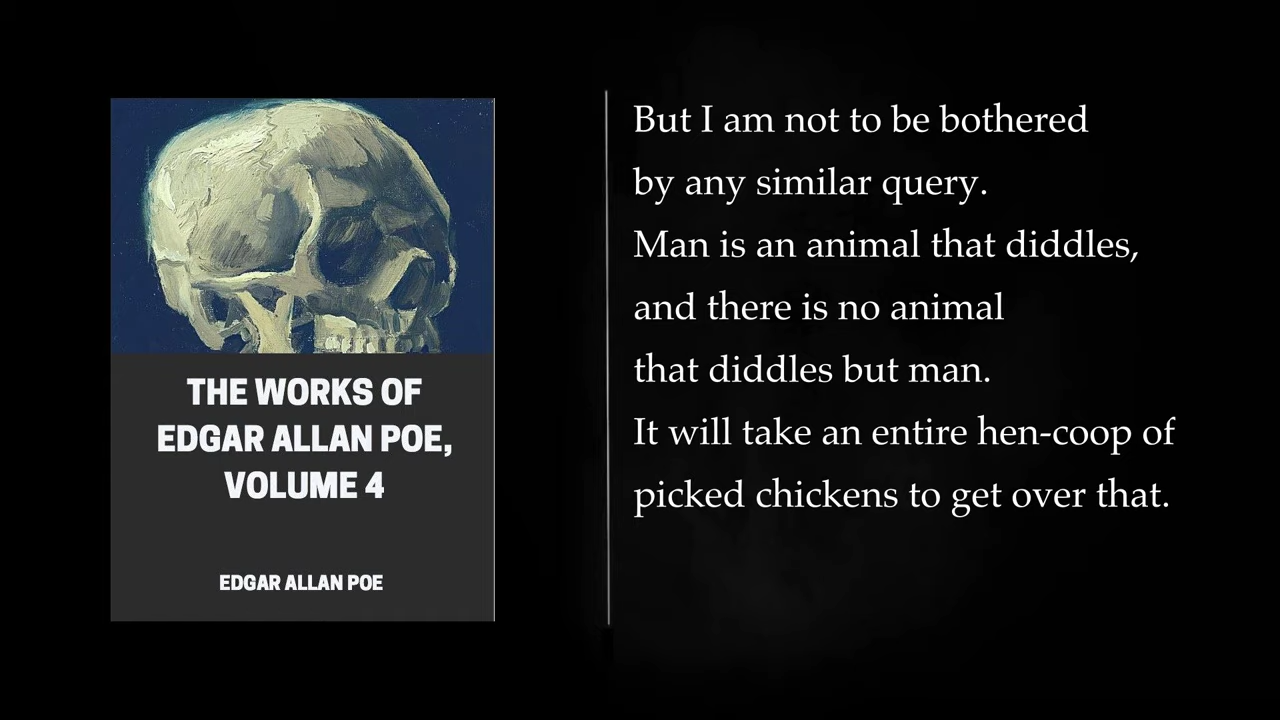 THE WORKS OF
EDGAR ALLAN POE,
VOLUME 4
EDGAR ALLAN POE
But I am not to be bothered
by any similar query.
Man is an animal that diddles,
and there is no animal
that diddles but man.
It will take an entire hen-coop of
picked chickens to get over that.